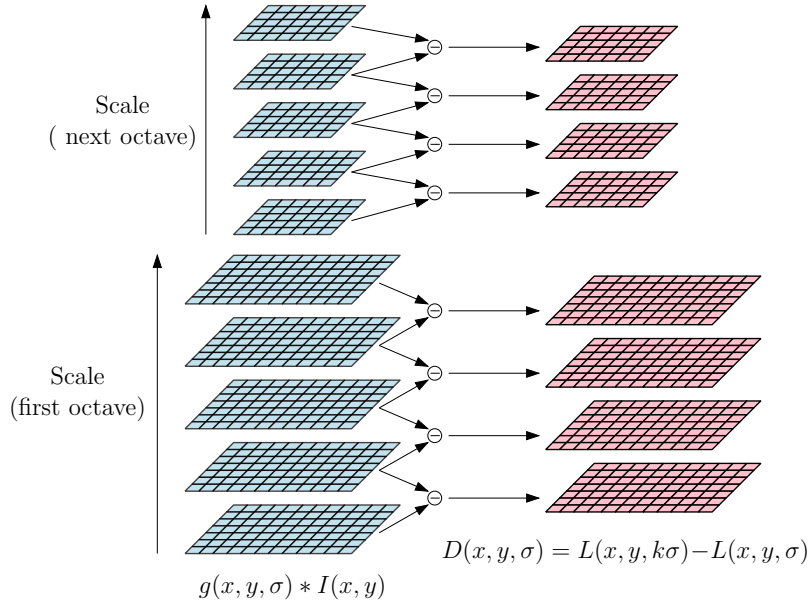 Scale
( next octave)
Scale
(first octave)
D(x, y, σ) = L(x, y, kσ)−L(x, y, σ)
g(x, y, σ) ∗ I(x, y)